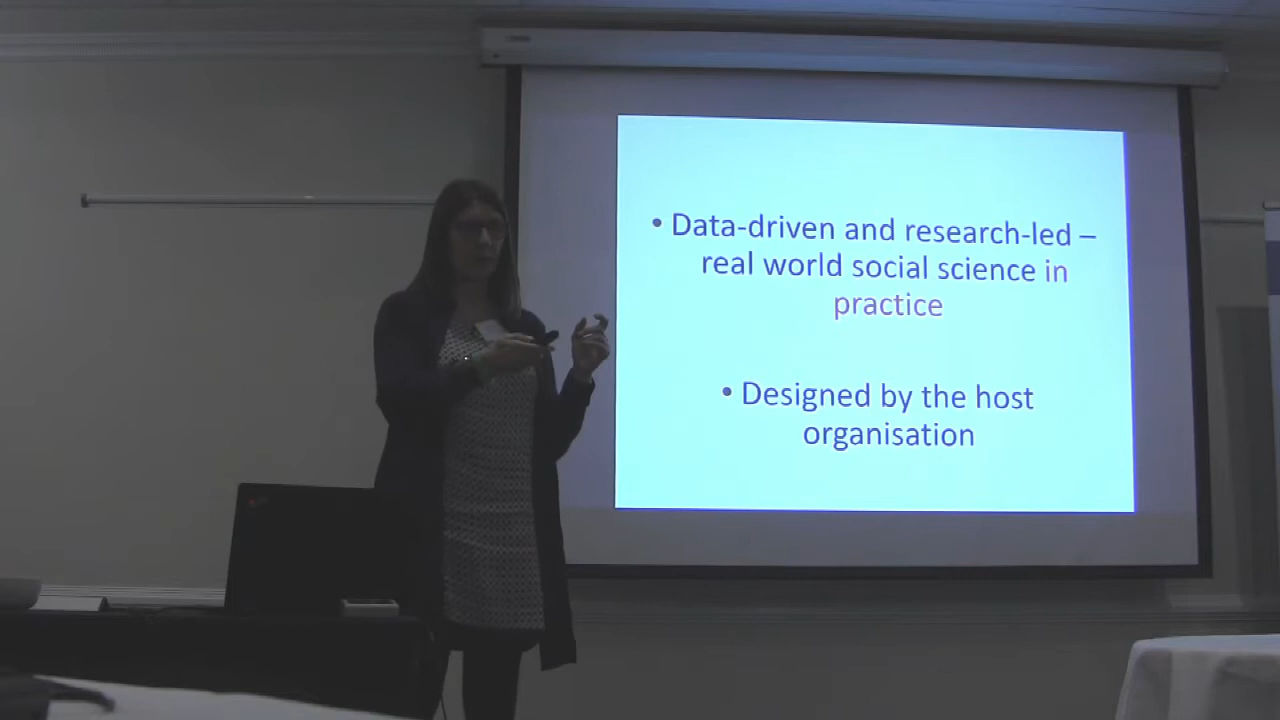 • Data-driven and research-led –
real world social science in
practice
• Designed by the host
organisation